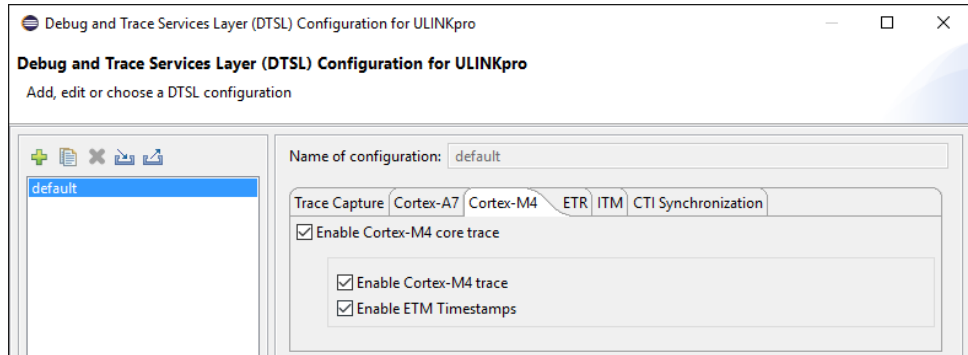 Debug and Trace Services Layer (DTSL) Configuration for ULINKpro
Debug and Trace Services Layer (DTSL) Configuration for ULINKpro
Add, edit or choose a DTSL configuration
Name of configuration: default
default
Trace Capture Cortex-A7 Cortex-M4 ETR ITM CTI Synchronization
Enable Cortex-M4 core trace
Enable Cortex-M4 trace
Enable ETM Timestamps